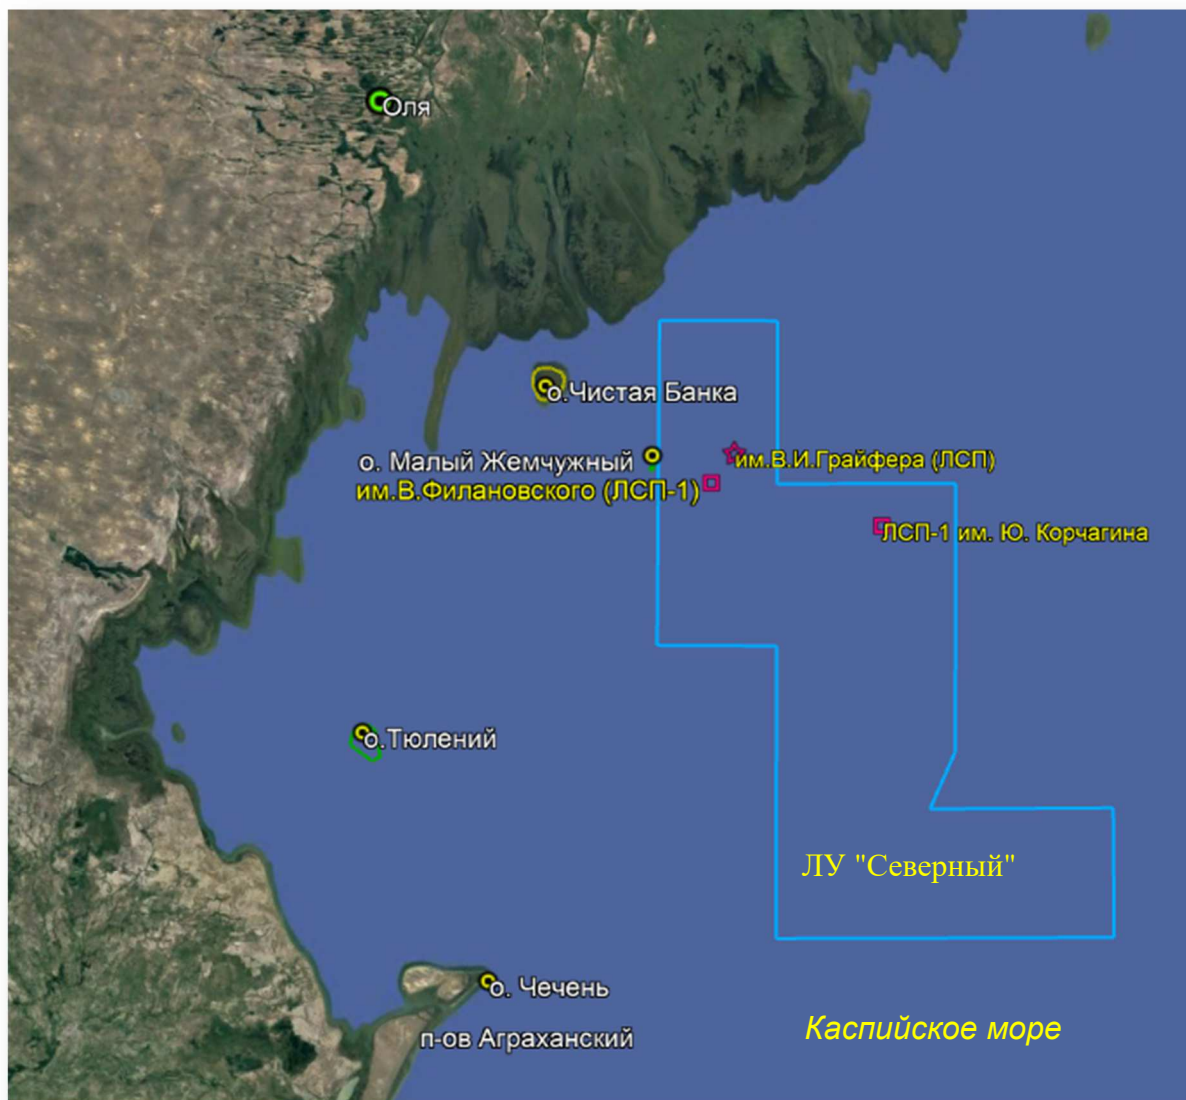 Оля
о.Чистая Банка
о. Малый Жемчужный
им.В.И.Грайфера (ЛСП)
им.В.Филановского (ЛСП-1)
ЛСП-1 им. Ю. Корчагина
о.Тюлений
ЛУ "Северный"
о. Чечень
Каспийское море
п-ов Аграханский